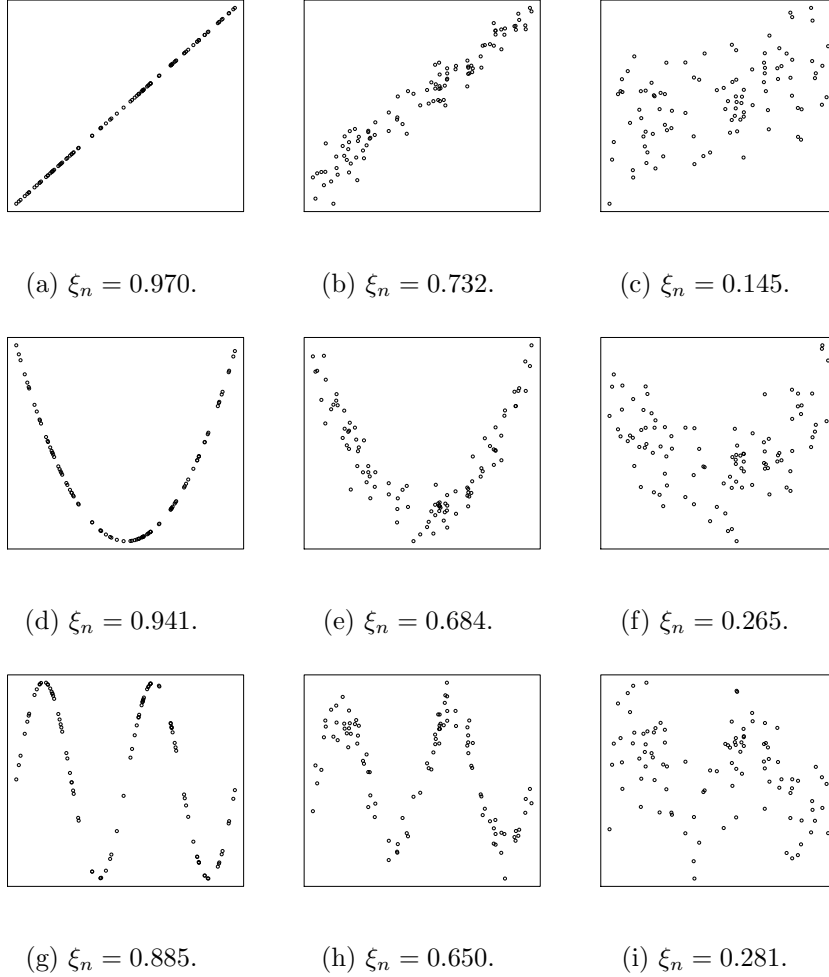 (a) ξₙ = 0.970.
(b) ξₙ = 0.732.
(c) ξₙ = 0.145.
(d) ξₙ = 0.941.
(e) ξₙ = 0.684.
(f) ξₙ = 0.265.
(g) ξₙ = 0.885.
(h) ξₙ = 0.650.
(i) ξₙ = 0.281.